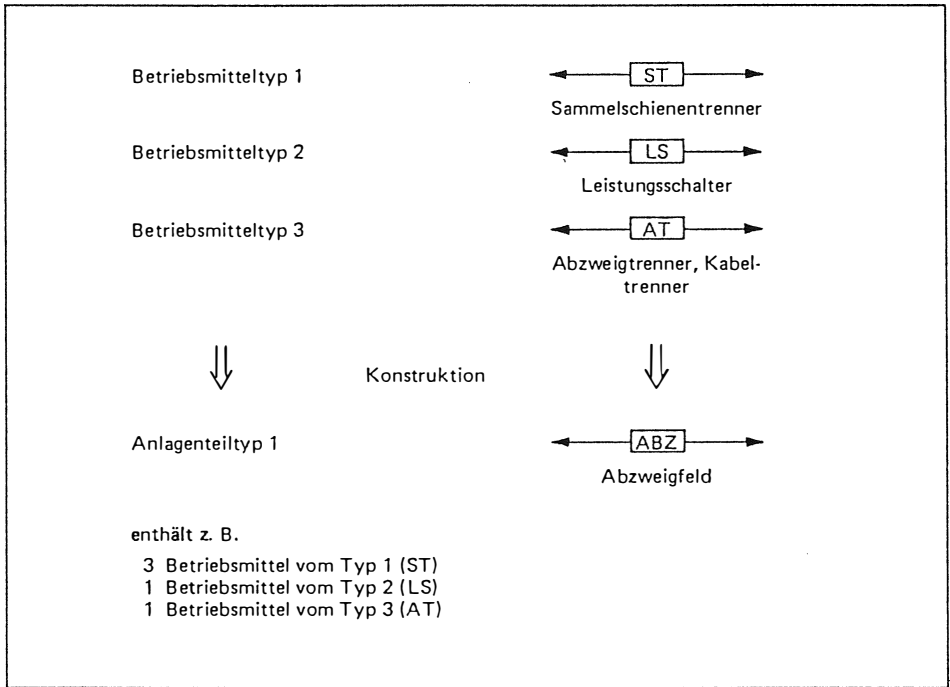 Betriebsmitteltyp 1
ST
Sammelschienentrenner
Betriebsmitteltyp 2
LS
Leistungsschalter
Betriebsmitteltyp 3
AT
Abzweigtrenner, Kabel-
trenner
Konstruktion
Anlagenteiltyp 1
ABZ
Abzweigfeld
enthält z. B.
3 Betriebsmittel vom Typ 1 (ST)
1 Betriebsmittel vom Typ 2 (LS)
1 Betriebsmittel vom Typ 3 (AT)